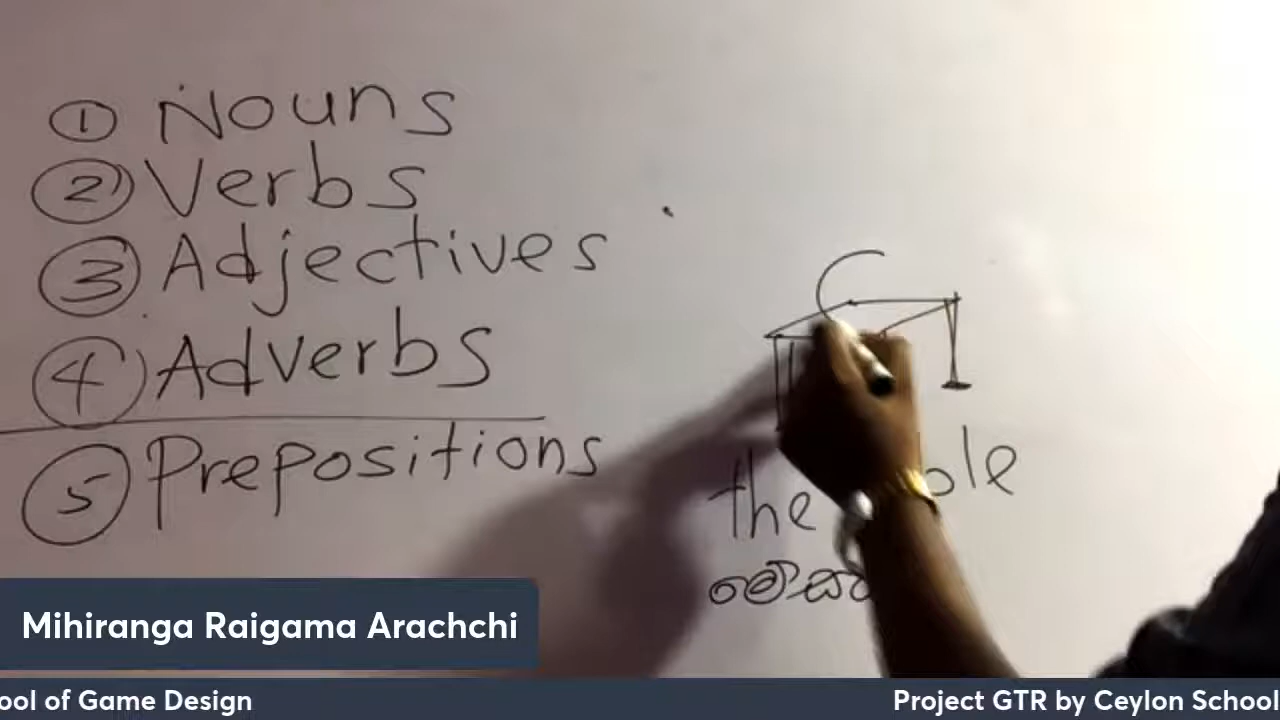 ① Nouns
② Verbs
③ Adjectives
④ Adverbs
⑤ Prepositions
the
Mihiranga Raigama Arachchi
ool of Game Design
Project GTR by Ceylon School